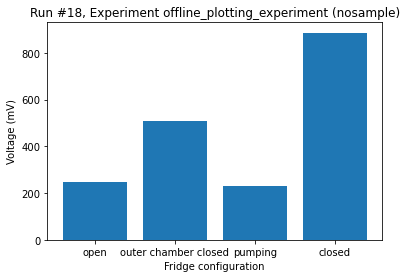 Run #18, Experiment offline_plotting_experiment (nosample)
Voltage (mV)
800
600
400
200
0
open outer chamber closed pumping closed
Fridge configuration